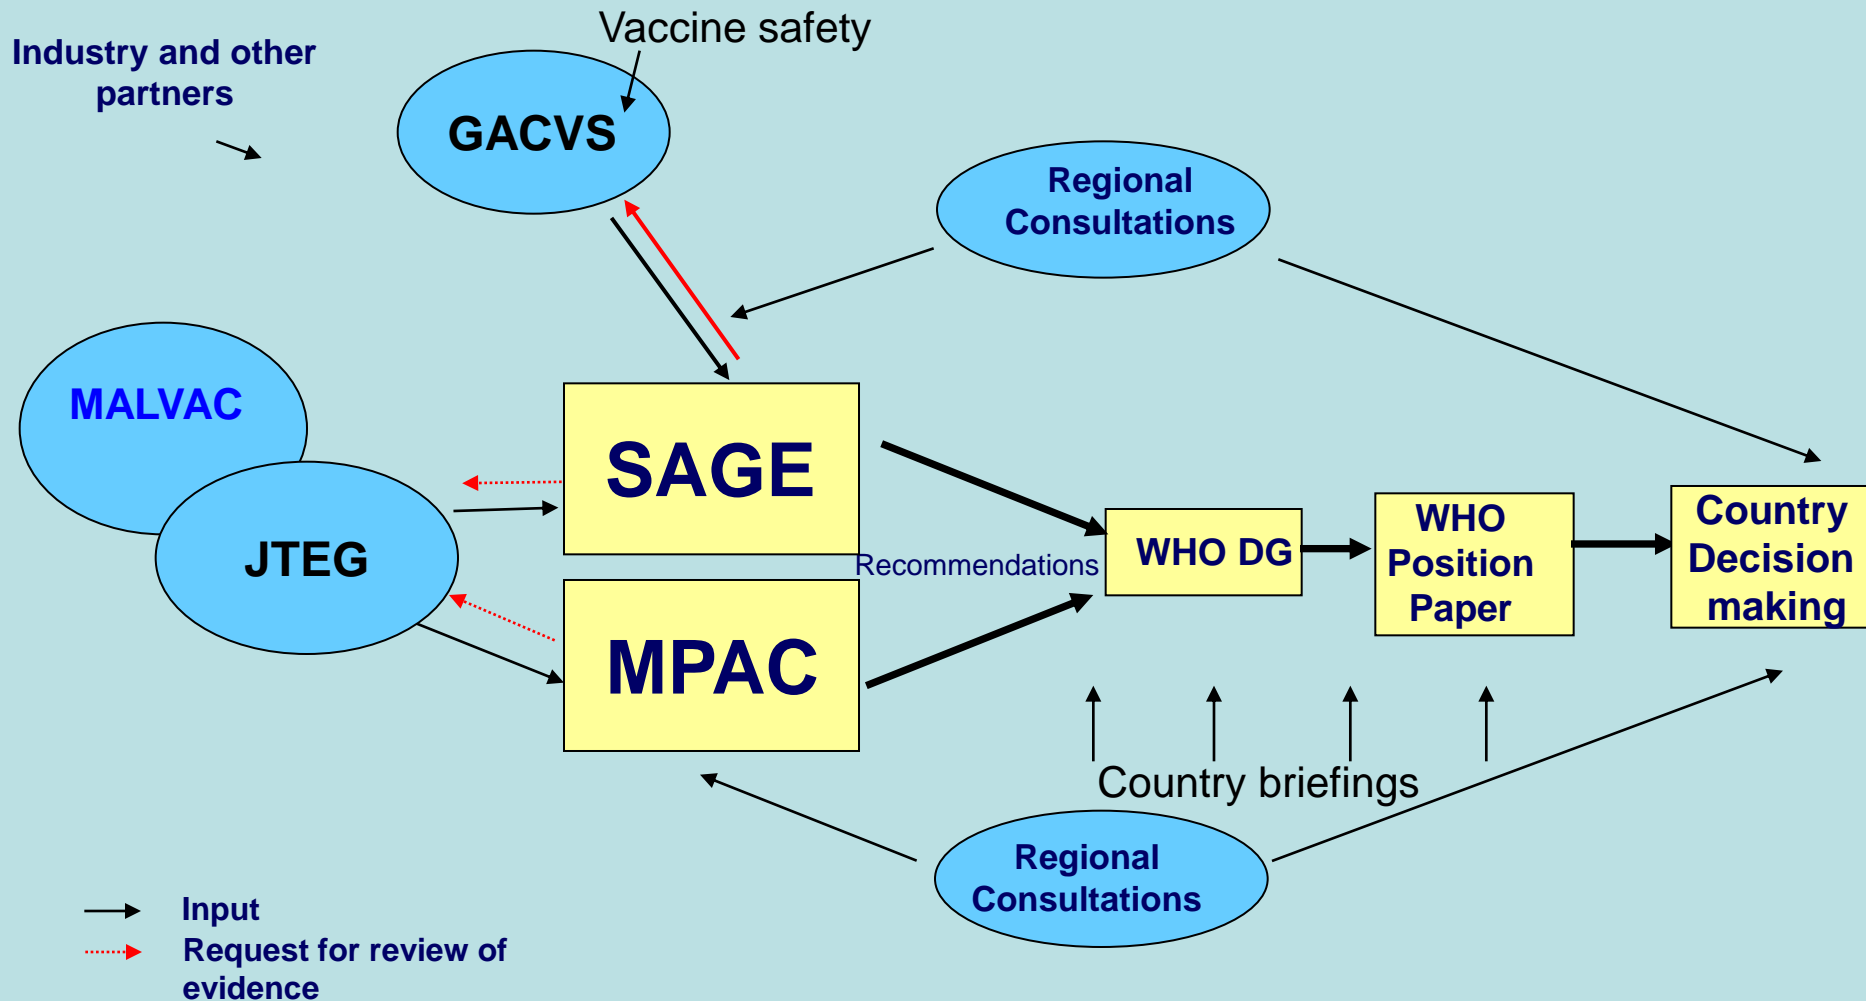 Vaccine safety
Industry and other
partners
GACVS
Regional
Consultations
MALVAC
SAGE
JTEG
Recommendations
WHO DG
WHO
Position
Paper
Country
Decision
making
MPAC
Country briefings
Regional
Consultations
Input
Request for review of
evidence